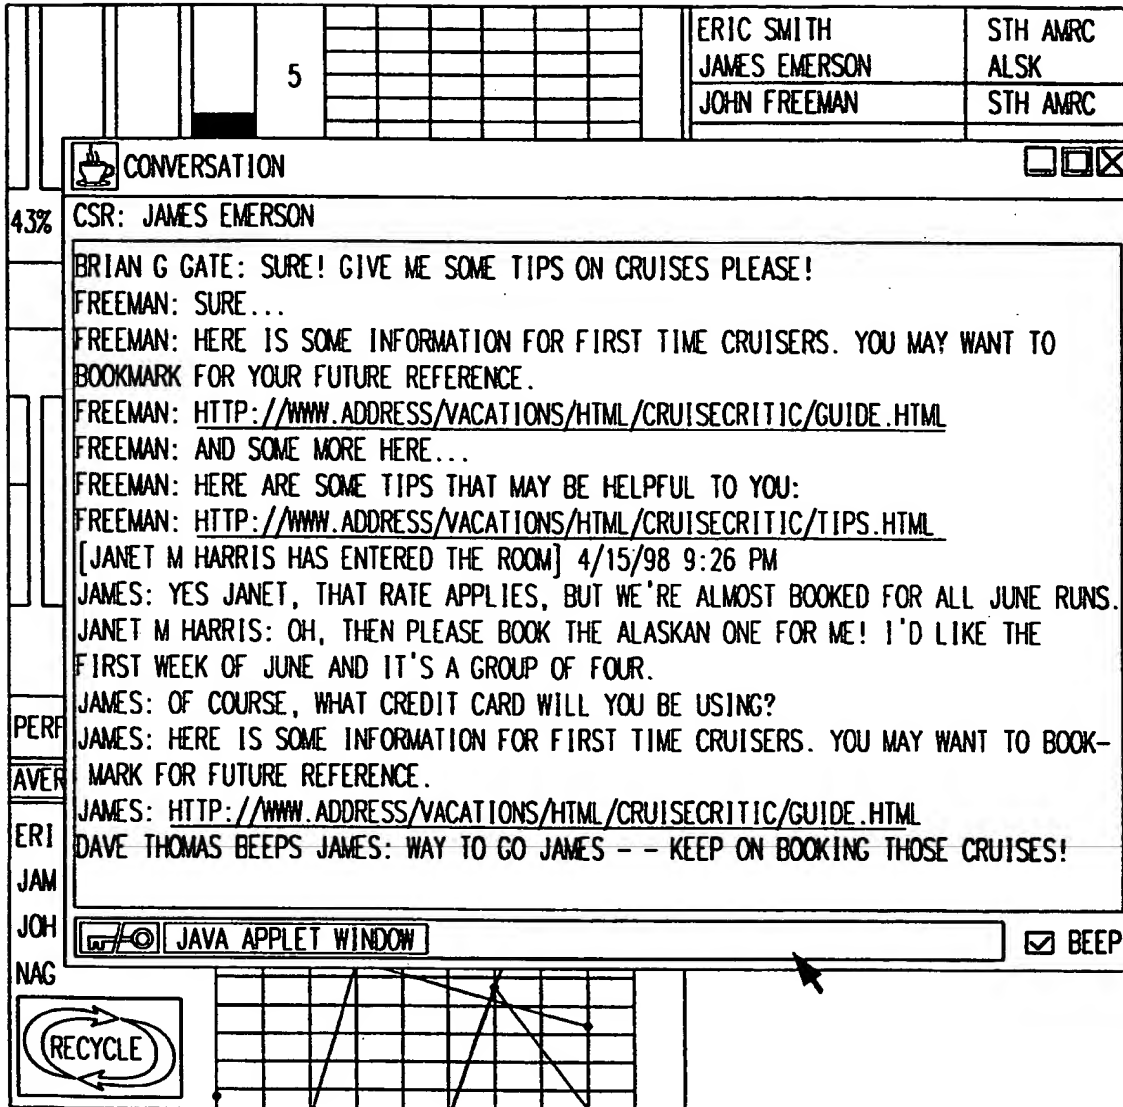 ERIC SMITH STH AMRC
5 JAMES EMERSON ALSK
JOHN FREEMAN STH AMRC
CONVERSATION
43% CSR: JAMES EMERSON
BRIAN G GATE: SURE! GIVE ME SOME TIPS ON CRUISES PLEASE!
FREEMAN: SURE...
FREEMAN: HERE IS SOME INFORMATION FOR FIRST TIME CRUISERS. YOU MAY WANT TO
BOOKMARK FOR YOUR FUTURE REFERENCE.
FREEMAN: HTTP://WWW.ADDRESS/VACATIONS/HTML/CRUISECRITIC/GUIDE.HTML
FREEMAN: AND SOME MORE HERE...
FREEMAN: HERE ARE SOME TIPS THAT MAY BE HELPFUL TO YOU:
FREEMAN: HTTP://WWW.ADDRESS/VACATIONS/HTML/CRUISECRITIC/TIPS.HTML
[JANET M HARRIS HAS ENTERED THE ROOM] 4/15/98 9:26 PM
JAMES: YES JANET, THAT RATE APPLIES, BUT WE'RE ALMOST BOOKED FOR ALL JUNE RUNS.
JANET M HARRIS: OH, THEN PLEASE BOOK THE ALASKAN ONE FOR ME! I'D LIKE THE
FIRST WEEK OF JUNE AND IT'S A GROUP OF FOUR.
JAMES: OF COURSE, WHAT CREDIT CARD WILL YOU BE USING?
JAMES: HERE IS SOME INFORMATION FOR FIRST TIME CRUISERS. YOU MAY WANT TO BOOK-
MARK FOR FUTURE REFERENCE.
JAMES: HTTP://WWW.ADDRESS/VACATIONS/HTML/CRUISECRITIC/GUIDE.HTML
DAVE THOMAS BEEPS JAMES: WAY TO GO JAMES - - KEEP ON BOOKING THOSE CRUISES!
JAVA APPLET WINDOW BEEP
PERF
AVER
ERI
JAM
JOH
NAG
RECYCLE